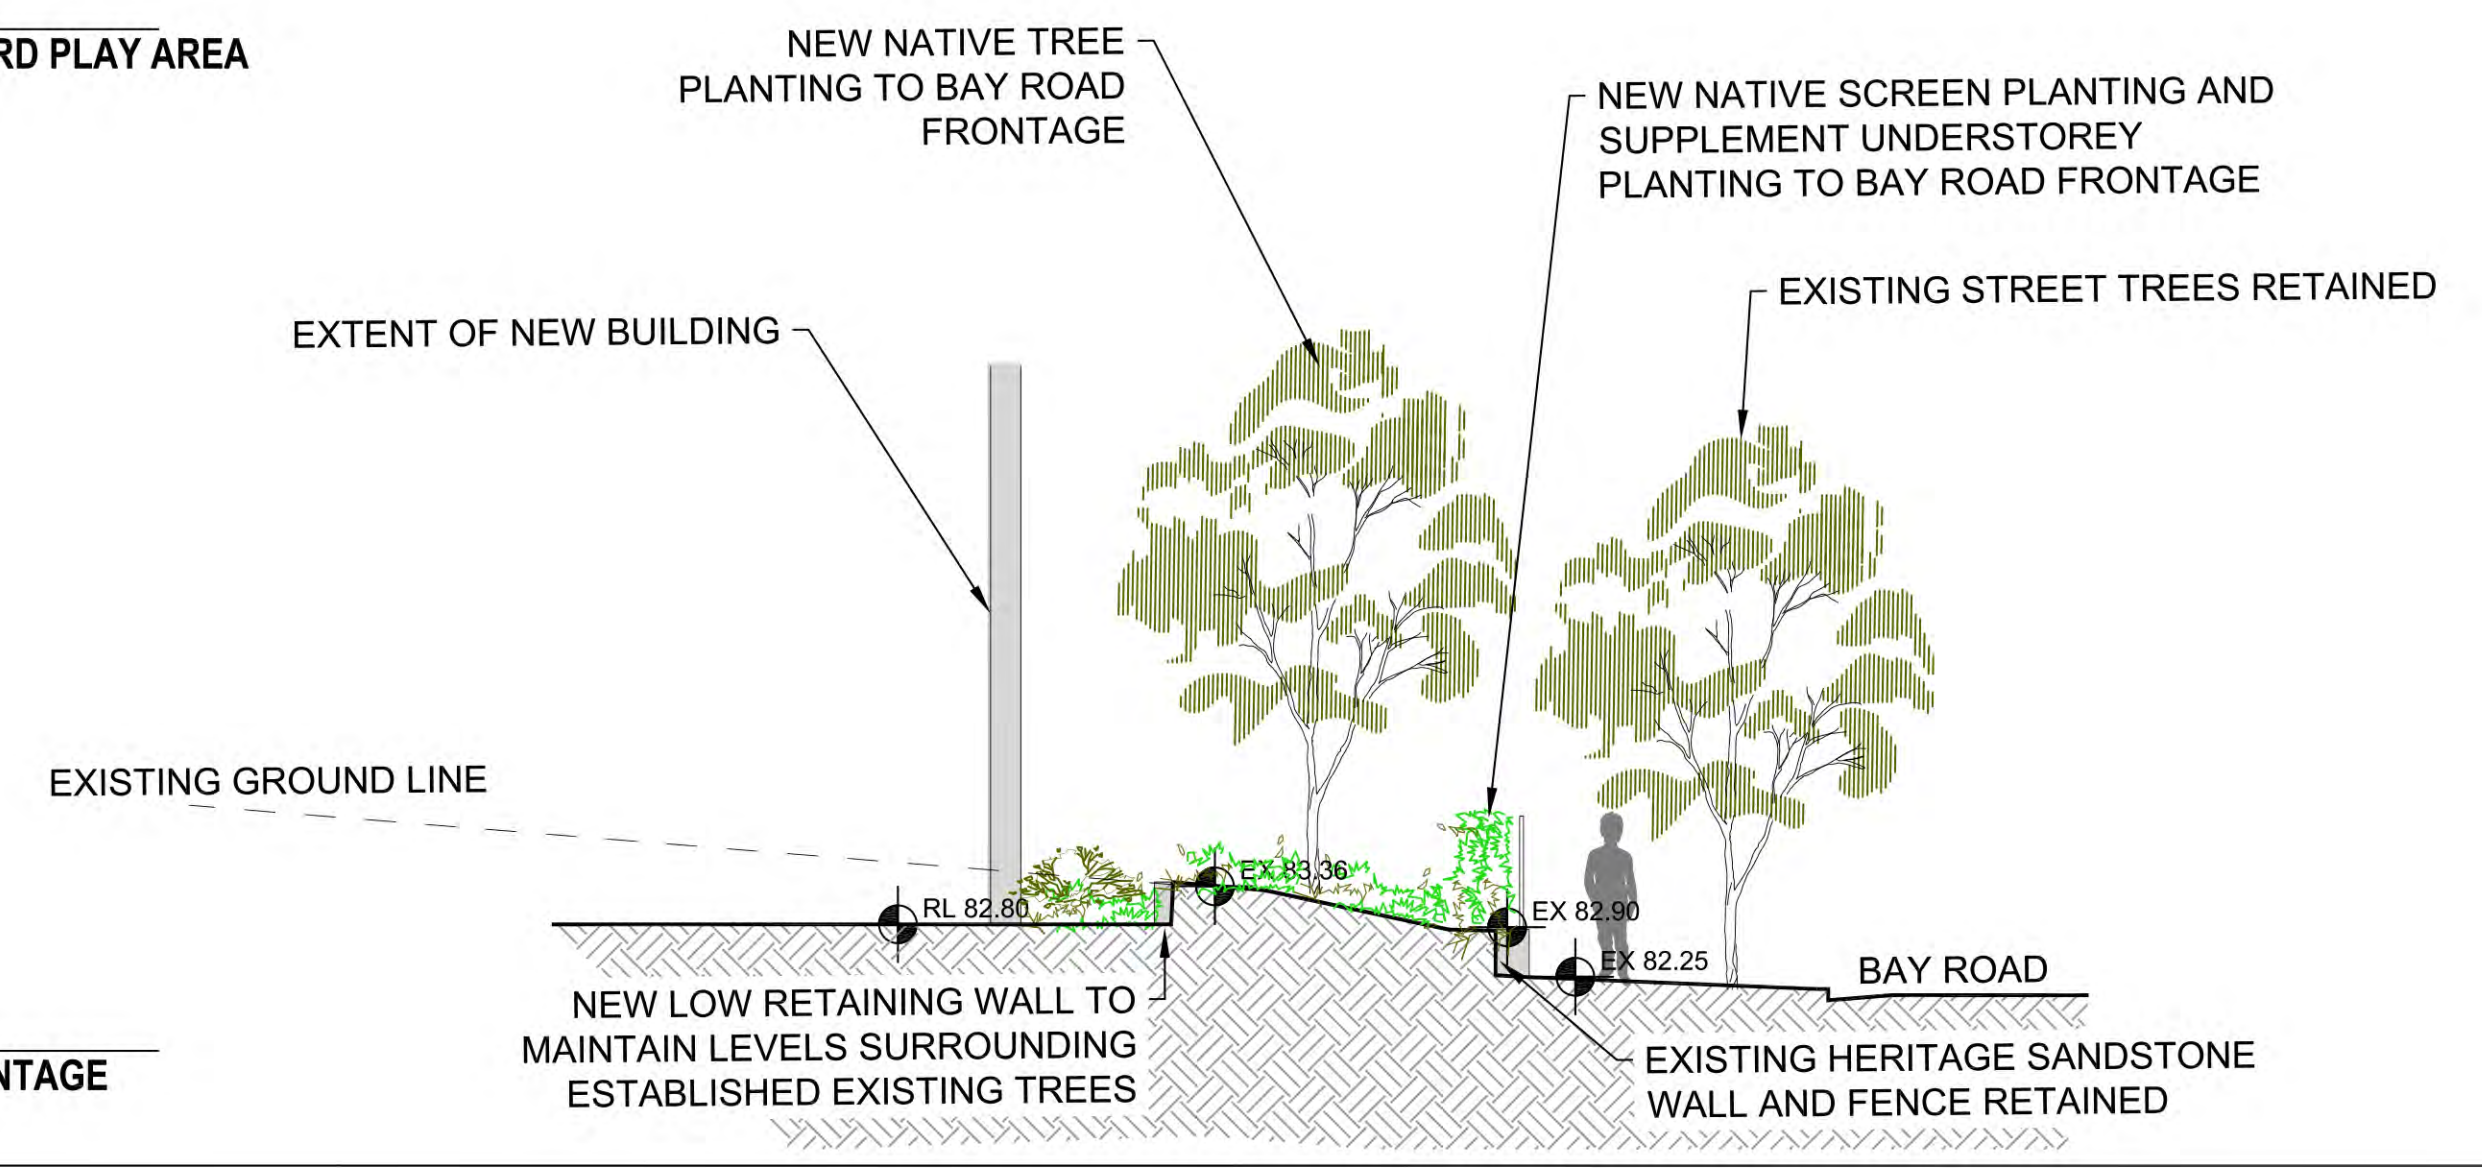 RD PLAY AREA
NEW NATIVE TREE
PLANTING TO BAY ROAD
FRONTAGE
NEW NATIVE SCREEN PLANTING AND
SUPPLEMENT UNDERSTOREY
PLANTING TO BAY ROAD FRONTAGE
EXISTING STREET TREES RETAINED
EXTENT OF NEW BUILDING
EXISTING GROUND LINE
EX 83.36
RL 82.80
EX 82.90
EX 82.25
BAY ROAD
NEW LOW RETAINING WALL TO
MAINTAIN LEVELS SURROUNDING
ESTABLISHED EXISTING TREES
EXISTING HERITAGE SANDSTONE
WALL AND FENCE RETAINED
NTAGE